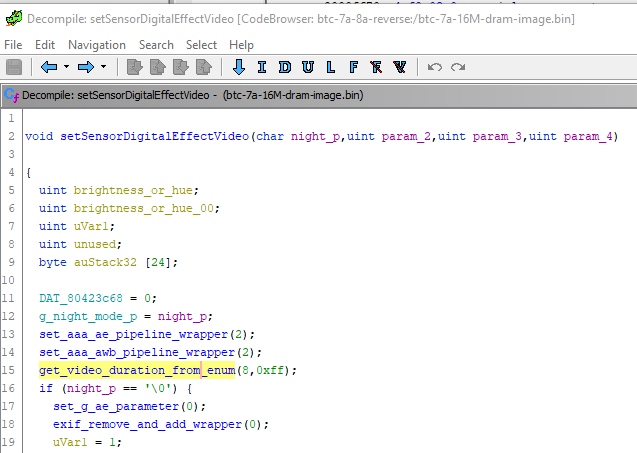 Decompile: setSensorDigitalEffectVideo [CodeBrowser: btc-7a-8a-reverse:/btc-7a-16M-dram-image.bin]
File Edit Navigation Search Select Help
I D U L F R V
Decompile: setSensorDigitalEffectVideo - (btc-7a-16M-dram-image.bin)
1
2 void setSensorDigitalEffectVideo(char night_p,uint param_2,uint param_3,uint param_4)
3
4 {
5 uint brightness_or_hue;
6 uint brightness_or_hue_00;
7 uint uVar1;
8 uint unused;
9 byte auStack32 [24];
10
11 DAT_80423c68 = 0;
12 g_night_mode_p = night_p;
13 set_aaa_ae_pipeline_wrapper(2);
14 set_aaa_awb_pipeline_wrapper(2);
15 get_video_duration_from_enum(8,0xff);
16 if (night_p == '\0') {
17 set_g_ae_parameter(0);
18 exif_remove_and_add_wrapper(0);
19 uVar1 = 1;